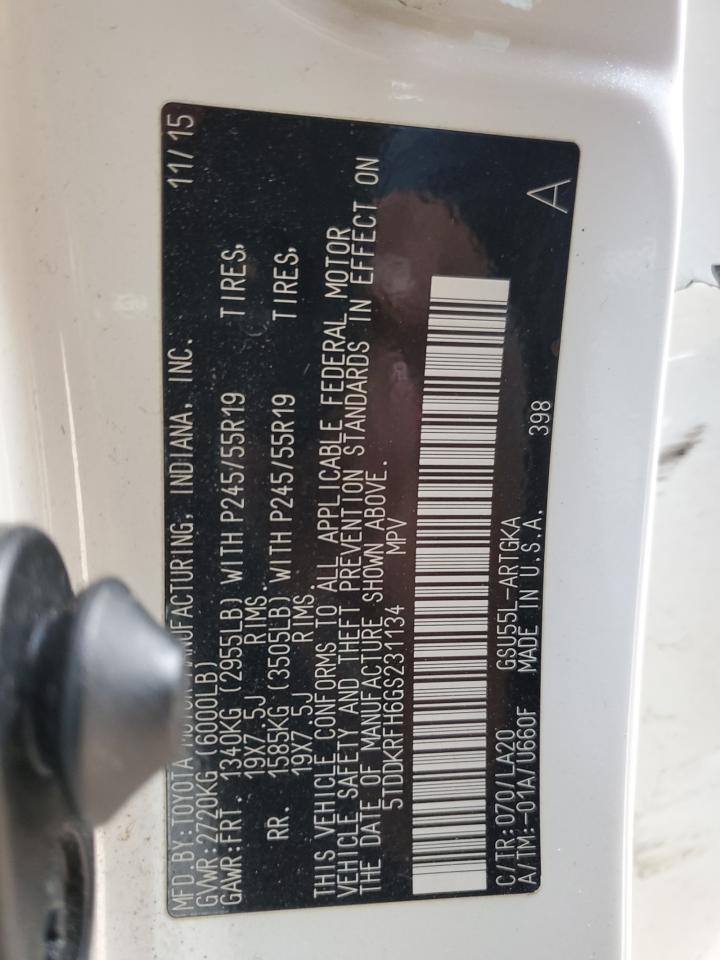 MFD. BY: TOYOTA MOTOR MANUFACTURING, INDIANA, INC. 11/15
GVWR 2720KG (6000LB)
GAWR: FRT. 1340KG (2955LB) WITH P245/55R19 TIRES,
19X7.5J RIMS
RR. 1585KG (3505LB) WITH P245/55R19 TIRES,
19X7.5J RIMS
THIS VEHICLE CONFORMS TO ALL APPLICABLE FEDERAL MOTOR
VEHICLE SAFETY AND THEFT PREVENTION STANDARDS IN EFFECT ON
THE DATE OF MANUFACTURE SHOWN ABOVE.
5TDDKRFH6GS231134 MPV
C/TR: 070/LA20 GSU55L-ARTGKA 398 A
A/TM: -01A/U660F MADE IN U.S.A.